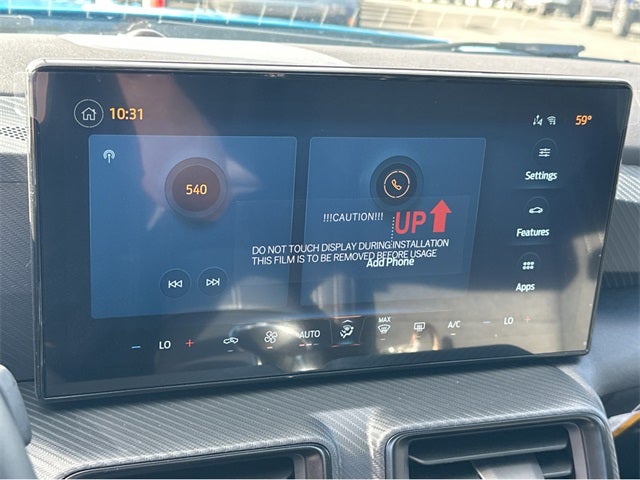 10:31
59°
540
Settings
!!!CAUTION!!!
UP
Features
DO NOT TOUCH DISPLAY DURING INSTALLATION
THIS FILM IS TO BE REMOVED BEFORE USAGE
Add Phone
Apps
- LO + AUTO MAX A/C - LO +